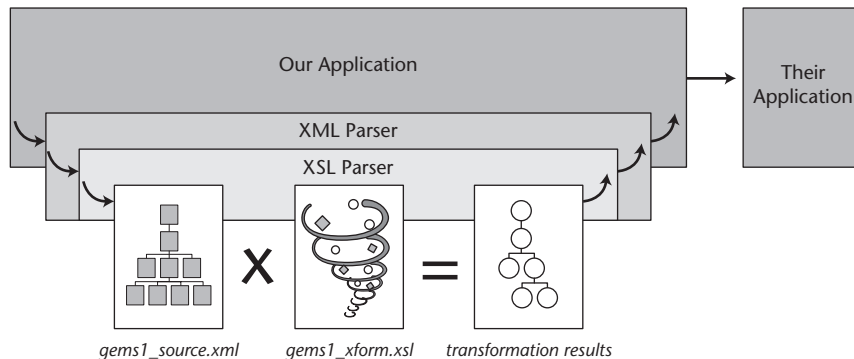 Our Application
Their
Application
XML Parser
XSL Parser
X
=
gems1_source.xml
gems1_xform.xsl
transformation results